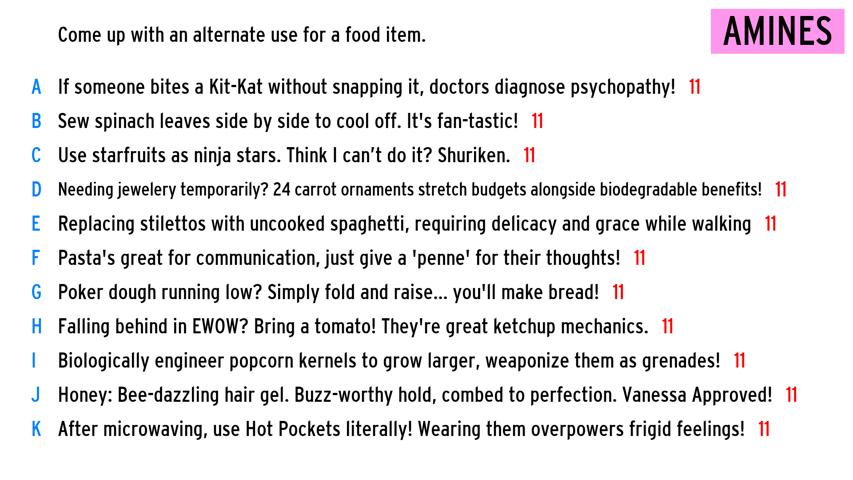 Come up with an alternate use for a food item.
AMINES
A If someone bites a Kit-Kat without snapping it, doctors diagnose psychopathy! 11
B Sew spinach leaves side by side to cool off. It's fan-tastic! 11
C Use starfruits as ninja stars. Think I can’t do it? Shuriken. 11
D Needing jewelery temporarily? 24 carrot ornaments stretch budgets alongside biodegradable benefits! 11
E Replacing stilettos with uncooked spaghetti, requiring delicacy and grace while walking 11
F Pasta's great for communication, just give a 'penne' for their thoughts! 11
G Poker dough running low? Simply fold and raise... you'll make bread! 11
H Falling behind in EWOW? Bring a tomato! They're great ketchup mechanics. 11
I Biologically engineer popcorn kernels to grow larger, weaponize them as grenades! 11
J Honey: Bee-dazzling hair gel. Buzz-worthy hold, combed to perfection. Vanessa Approved! 11
K After microwaving, use Hot Pockets literally! Wearing them overpowers frigid feelings! 11